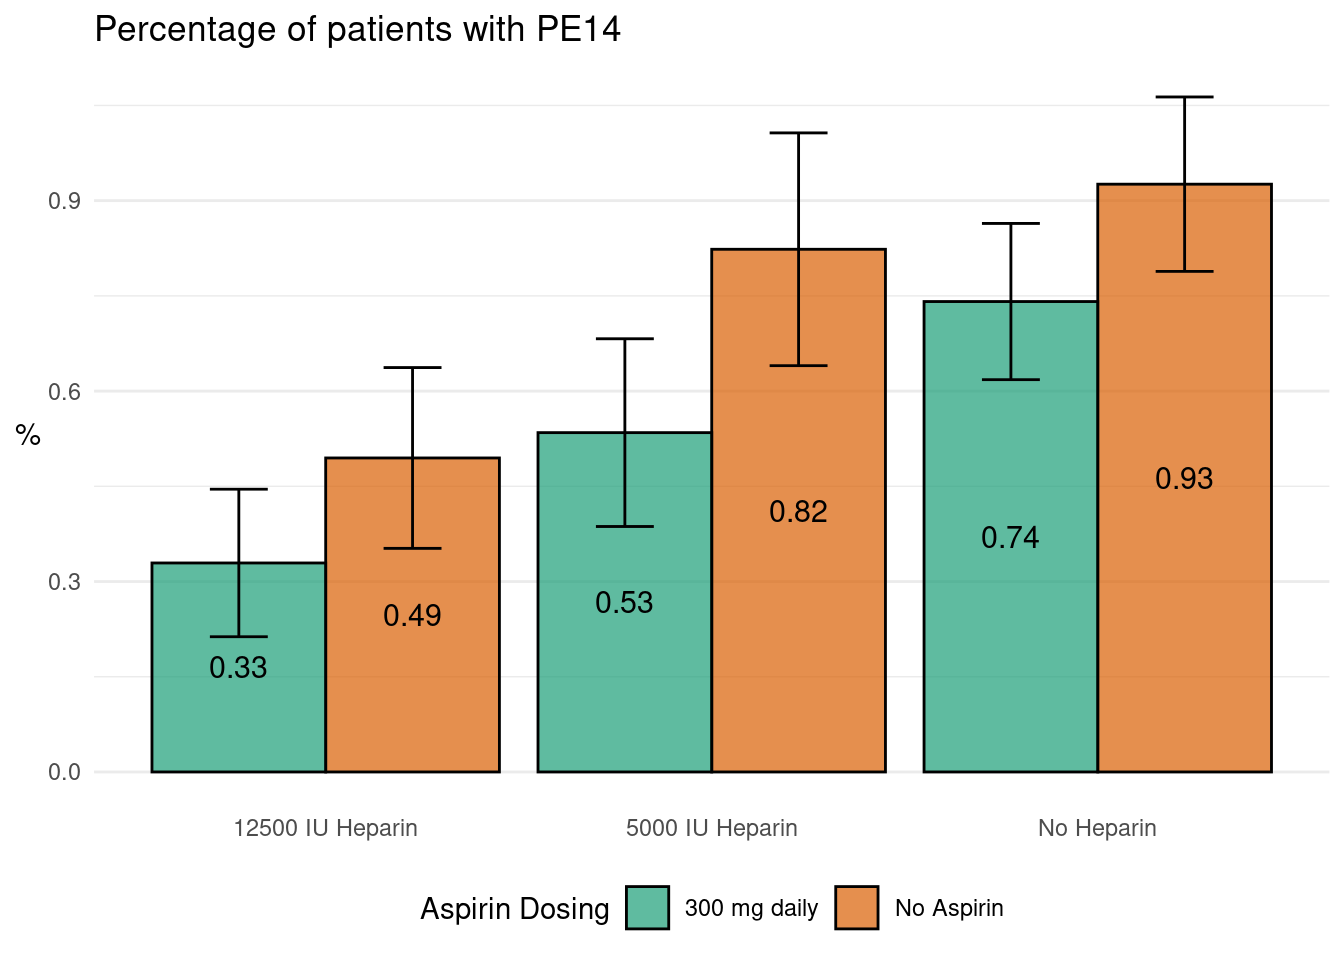 Percentage of patients with PE14
0.9
0.6
%
0.3
0.0
0.33
0.49
0.53
0.82
0.74
0.93
12500 IU Heparin
5000 IU Heparin
No Heparin
Aspirin Dosing
300 mg daily
No Aspirin